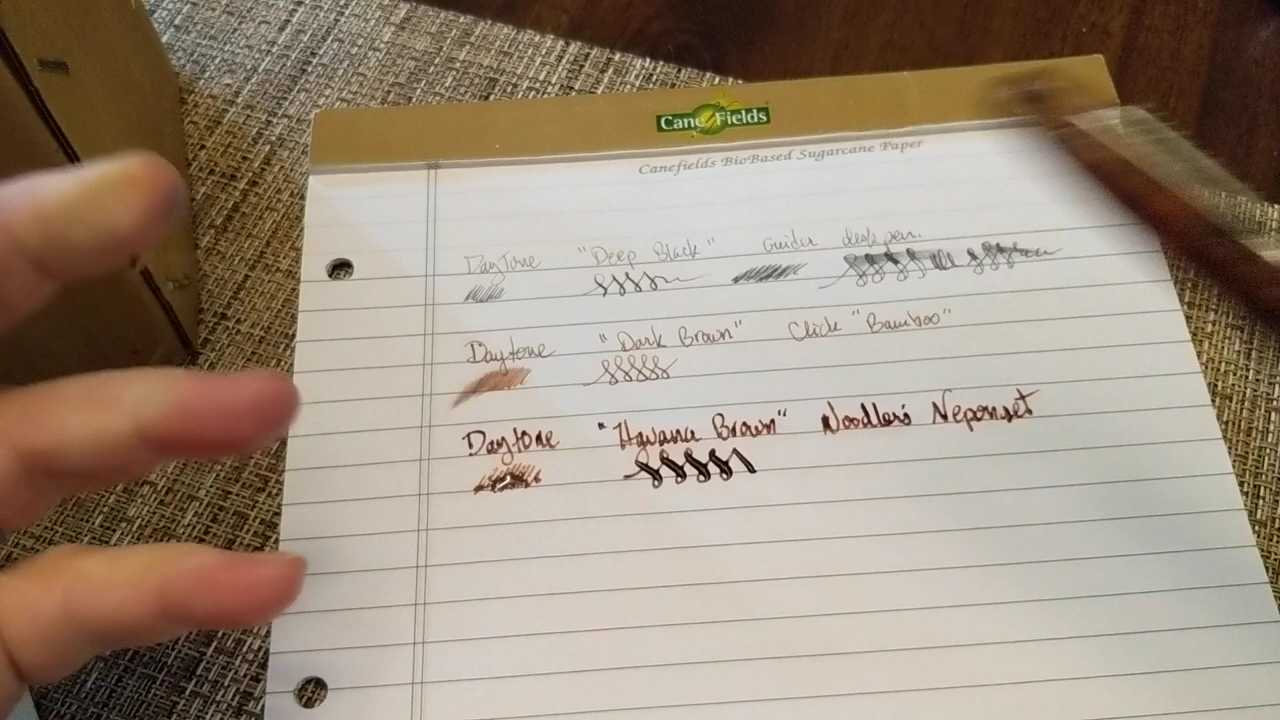 Cane Fields
Canefields BioBased Sugarcane Paper
Daytone "Deep Black" Guider desk pen.
Daytone "Dark Brown" Click "Bamboo"
Daytone "Havana Brown" Noodler's Neponset